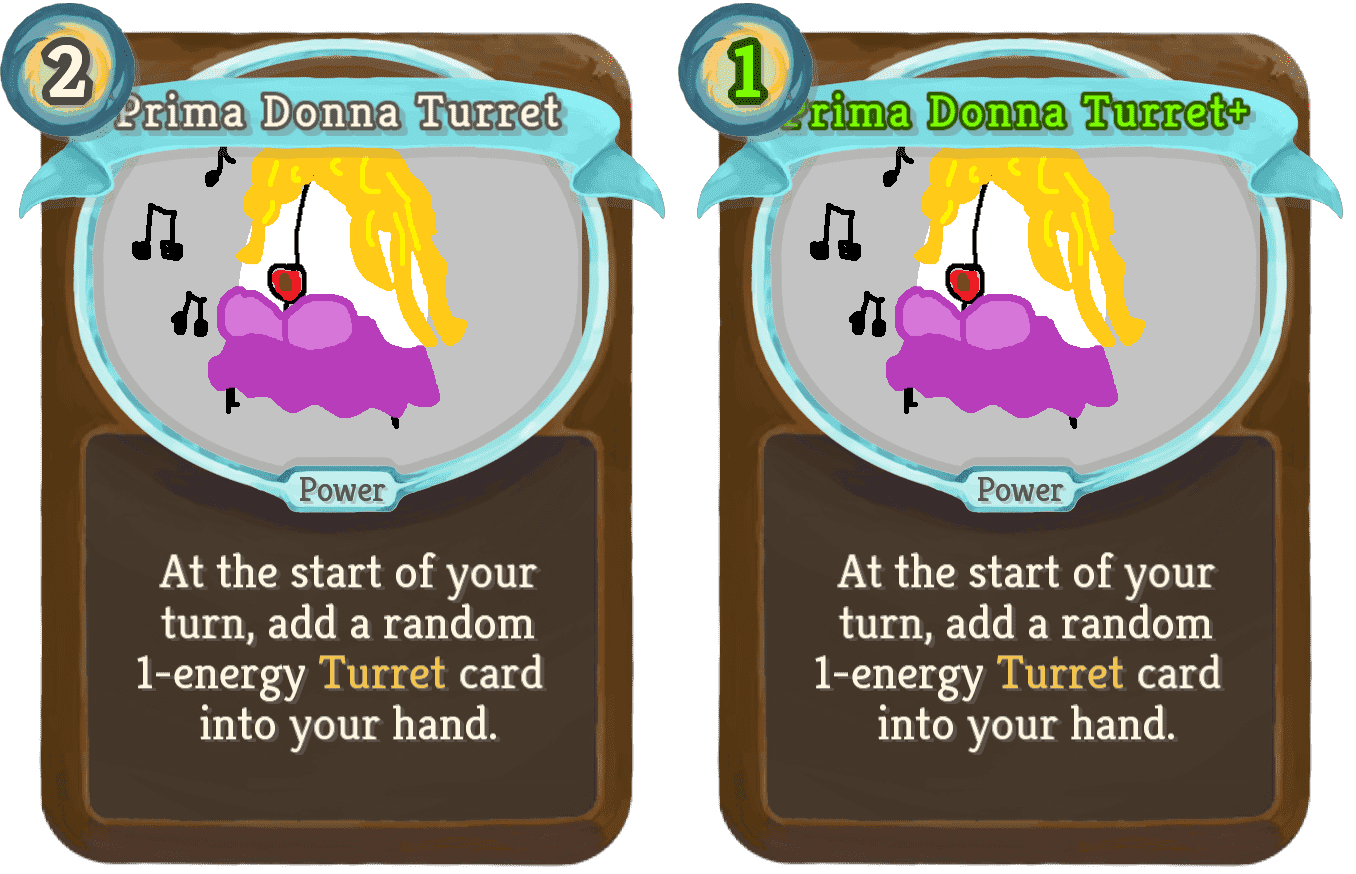 2
Prima Donna Turret
Power
At the start of your
turn, add a random
1-energy Turret card
into your hand.
1
Prima Donna Turret+
Power
At the start of your
turn, add a random
1-energy Turret card
into your hand.